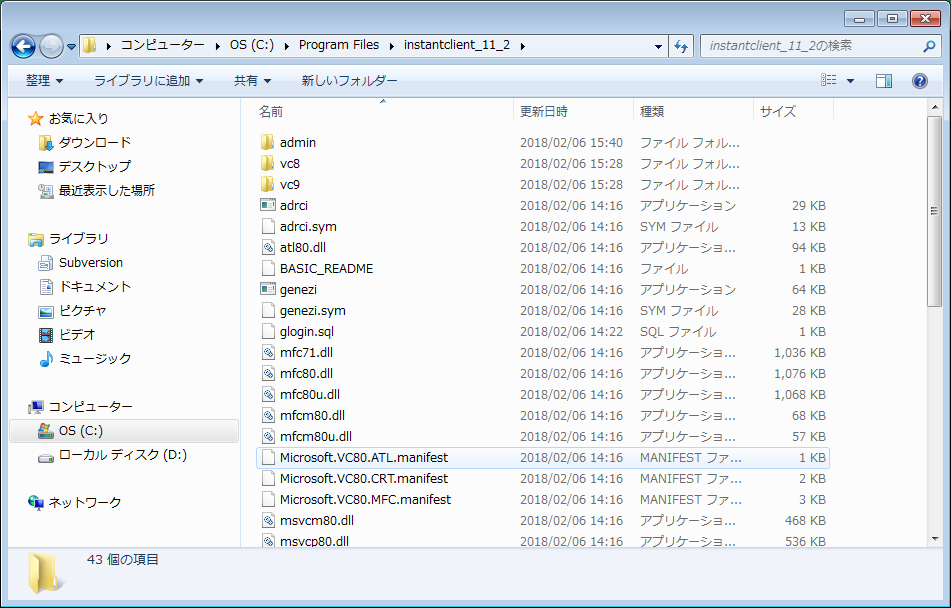 コンピューター ▸ OS (C:) ▸ Program Files ▸ instantclient_11_2 ▸
instantclient_11_2の検索
整理 ライブラリに追加 共有 新しいフォルダー
お気に入り
ダウンロード
デスクトップ
最近表示した場所
ライブラリ
Subversion
ドキュメント
ピクチャ
ビデオ
ミュージック
コンピューター
OS (C:)
ローカル ディスク (D:)
ネットワーク
名前 更新日時 種類 サイズ
admin 2018/02/06 15:40 ファイル フォル...
vc8 2018/02/06 15:28 ファイル フォル...
vc9 2018/02/06 15:28 ファイル フォル...
adrci 2018/02/06 14:16 アプリケーション 29 KB
adrci.sym 2018/02/06 14:16 SYM ファイル 13 KB
atl80.dll 2018/02/06 14:16 アプリケーショ... 94 KB
BASIC_README 2018/02/06 14:16 ファイル 1 KB
genezi 2018/02/06 14:16 アプリケーション 64 KB
genezi.sym 2018/02/06 14:16 SYM ファイル 28 KB
glogin.sql 2018/02/06 14:22 SQL ファイル 1 KB
mfc71.dll 2018/02/06 14:16 アプリケーショ... 1,036 KB
mfc80.dll 2018/02/06 14:16 アプリケーショ... 1,076 KB
mfc80u.dll 2018/02/06 14:16 アプリケーショ... 1,068 KB
mfcm80.dll 2018/02/06 14:16 アプリケーショ... 68 KB
mfcm80u.dll 2018/02/06 14:16 アプリケーショ... 57 KB
Microsoft.VC80.ATL.manifest 2018/02/06 14:16 MANIFEST ファ... 1 KB
Microsoft.VC80.CRT.manifest 2018/02/06 14:16 MANIFEST ファ... 2 KB
Microsoft.VC80.MFC.manifest 2018/02/06 14:16 MANIFEST ファ... 3 KB
msvcm80.dll 2018/02/06 14:16 アプリケーショ... 468 KB
msvcp80.dll 2018/02/06 14:16 アプリケーショ... 536 KB
43 個の項目